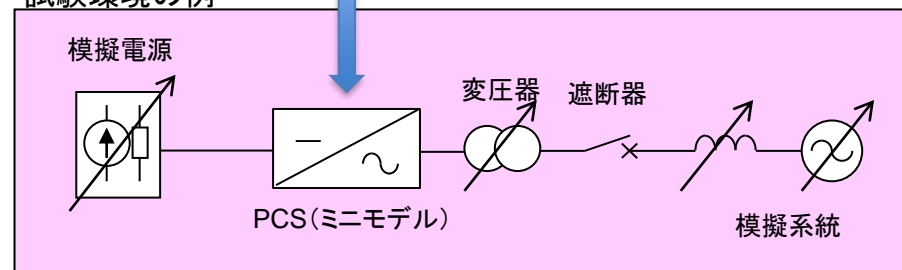 試験環境の例
模擬電源
変圧器
遮断器
PCS(ミニモデル)
模擬系統